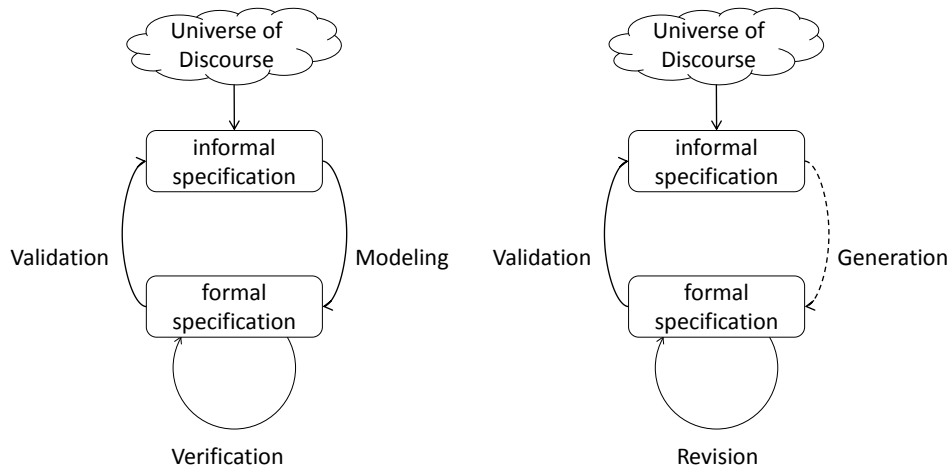 Universe of
Discourse
informal
specification
Validation
Modeling
formal
specification
Verification
Universe of
Discourse
informal
specification
Validation
Generation
formal
specification
Revision